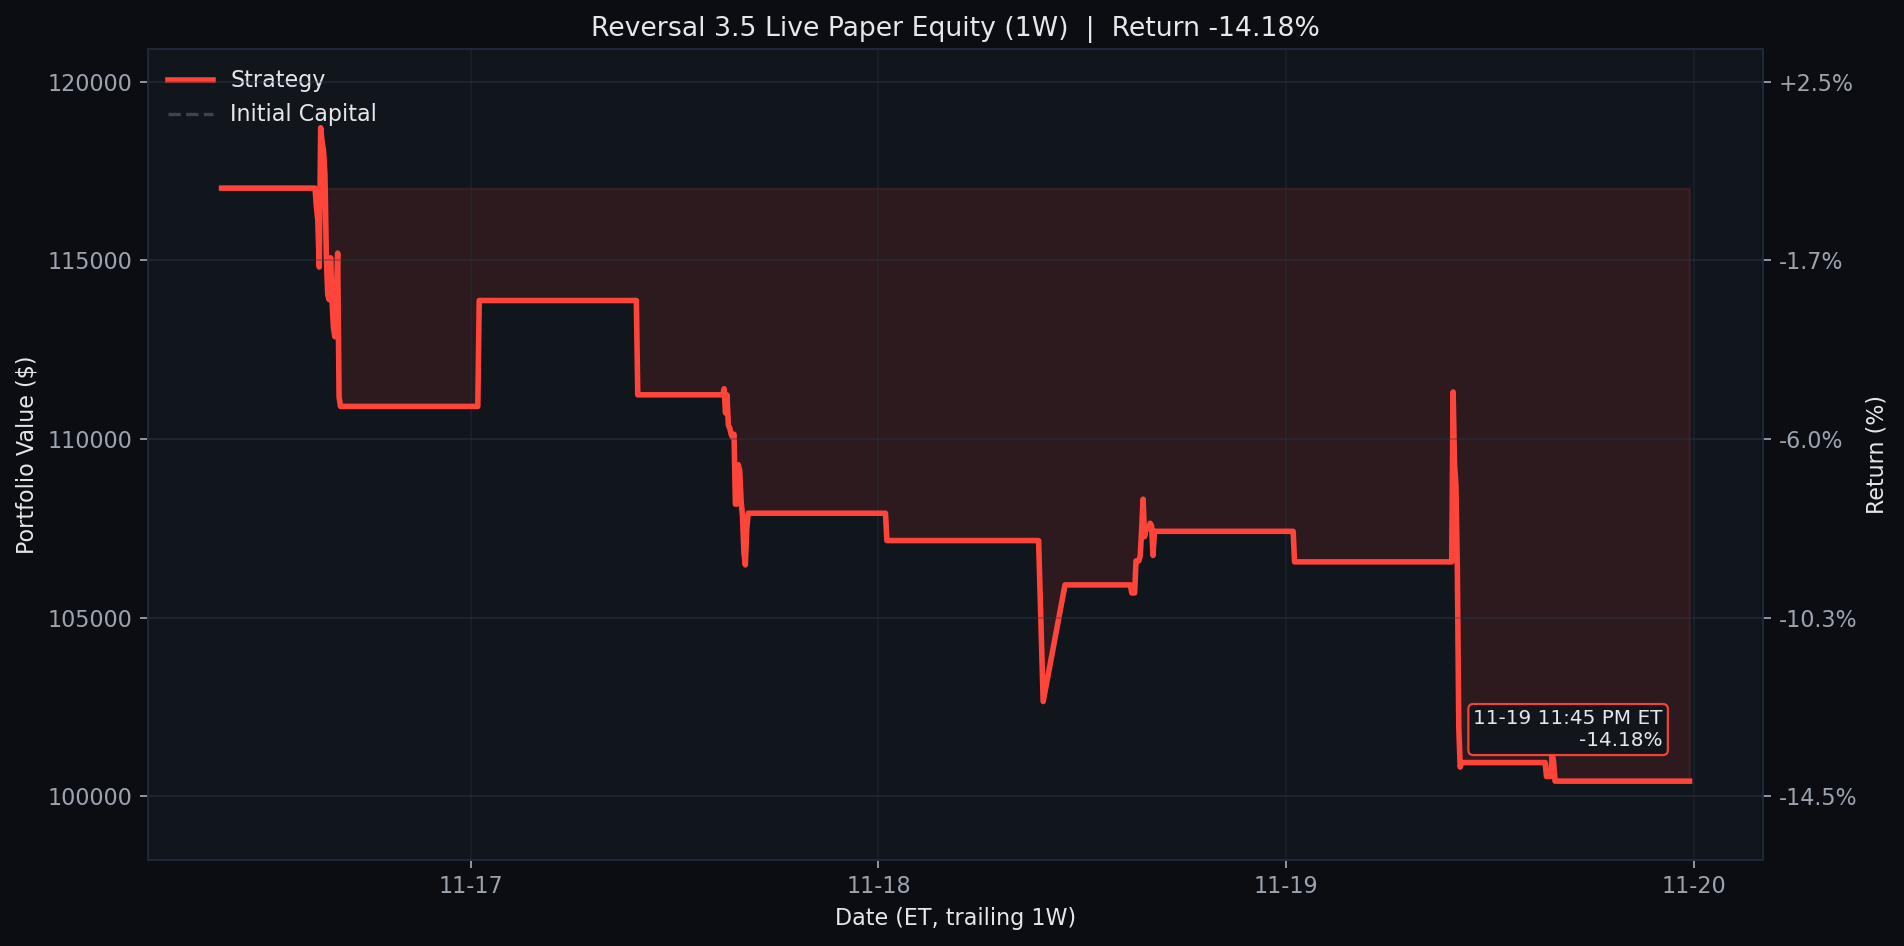 Reversal 3.5 Live Paper Equity (1W)  |  Return -14.18%
Strategy
Initial Capital
Portfolio Value ($)
120000
115000
110000
105000
100000
+2.5%
-1.7%
-6.0%
-10.3%
-14.5%
Return (%)
11-19 11:45 PM ET
-14.18%
11-17
11-18
11-19
11-20
Date (ET, trailing 1W)